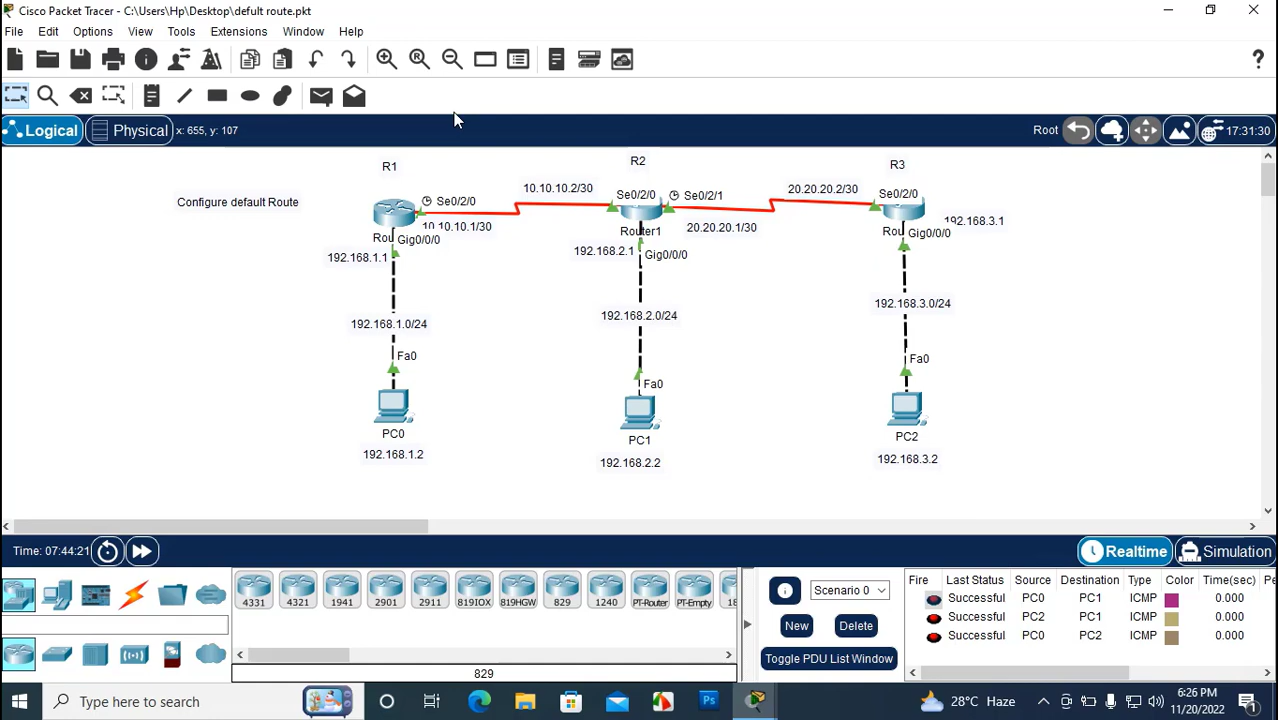 Cisco Packet Tracer - C:\Users\Hp\Desktop\defult route.pkt
File Edit Options View Tools Extensions Window Help
Logical Physical x: 655, y: 107 Root 17:31:30
R1 R2 R3
Configure default Route
Se0/2/0 10.10.10.2/30 Se0/2/0 Se0/2/1 20.20.20.2/30 Se0/2/0
10.10.10.1/30 20.20.20.1/30 192.168.3.1
Rou Gig0/0/0 Router1 Rou Gig0/0/0
192.168.1.1 192.168.2.1 Gig0/0/0
192.168.1.0/24 192.168.2.0/24 192.168.3.0/24
Fa0 Fa0 Fa0
PC0 PC1 PC2
192.168.1.2 192.168.2.2 192.168.3.2
Time: 07:44:21 Realtime Simulation
4331 4321 1941 2901 2911 819IOX 819HGW 829 1240 PT-Router PT-Empty 18
829
Scenario 0
New Delete
Toggle PDU List Window
Fire Last Status Source Destination Type Color Time(sec) Pe
Successful PC0 PC1 ICMP 0.000
Successful PC2 PC1 ICMP 0.000
Successful PC0 PC2 ICMP 0.000
Type here to search
Ps
28°C Haze
6:26 PM
11/20/2022
1